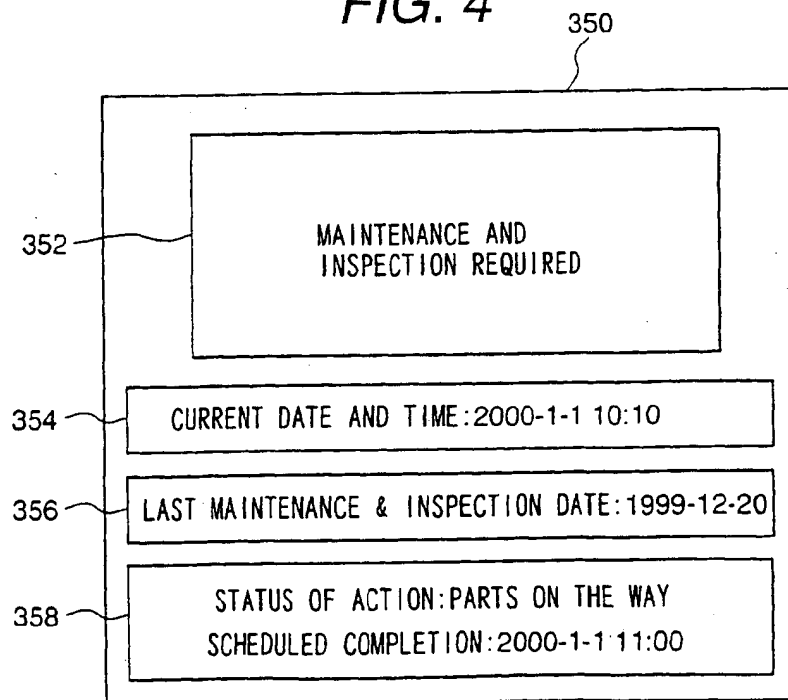 FIG. 4
350
352
MAINTENANCE AND
INSPECTION REQUIRED
354
CURRENT DATE AND TIME:2000-1-1 10:10
356
LAST MAINTENANCE & INSPECTION DATE:1999-12-20
358
STATUS OF ACTION:PARTS ON THE WAY
SCHEDULED COMPLETION:2000-1-1 11:00